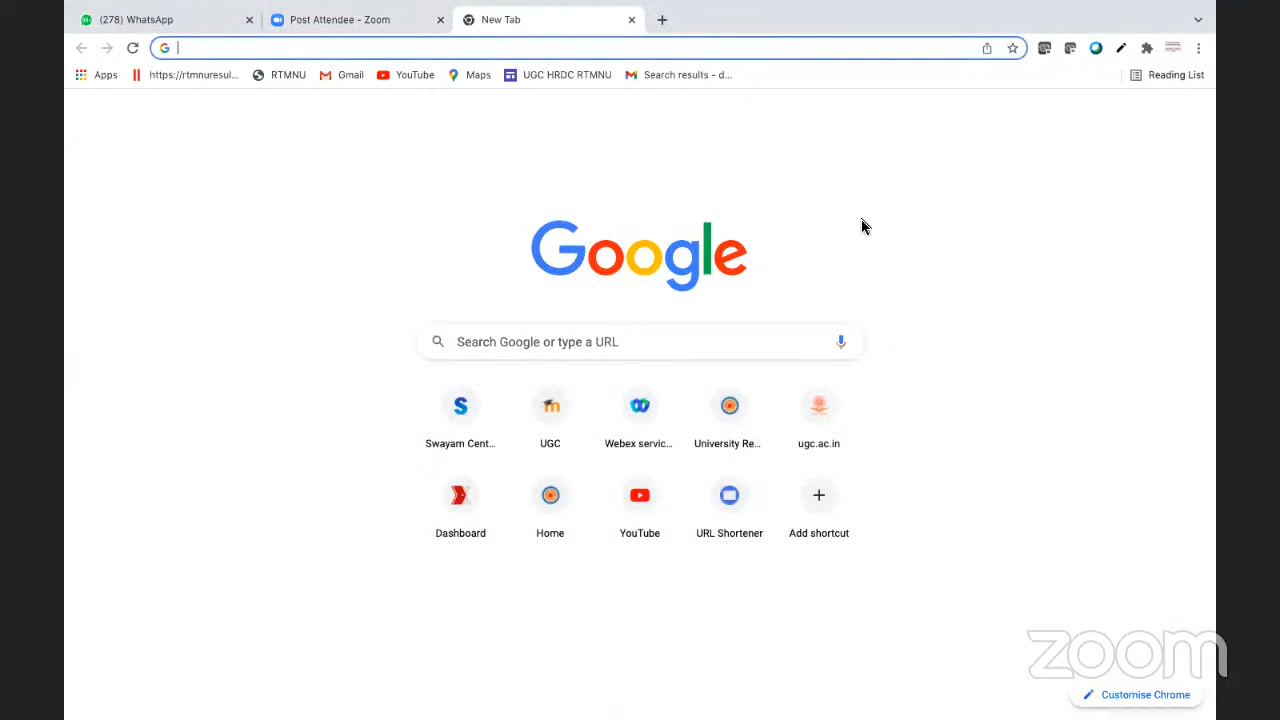 (278) WhatsApp
Post Attendee - Zoom
New Tab
Apps
https://rtmnuresul...
RTMNU
Gmail
YouTube
Maps
UGC HRDC RTMNU
Search results - d...
Reading List
Google
Search Google or type a URL
Swayam Cent...
UGC
Webex servic...
University Re...
ugc.ac.in
Dashboard
Home
YouTube
URL Shortener
Add shortcut
zoom
Customise Chrome